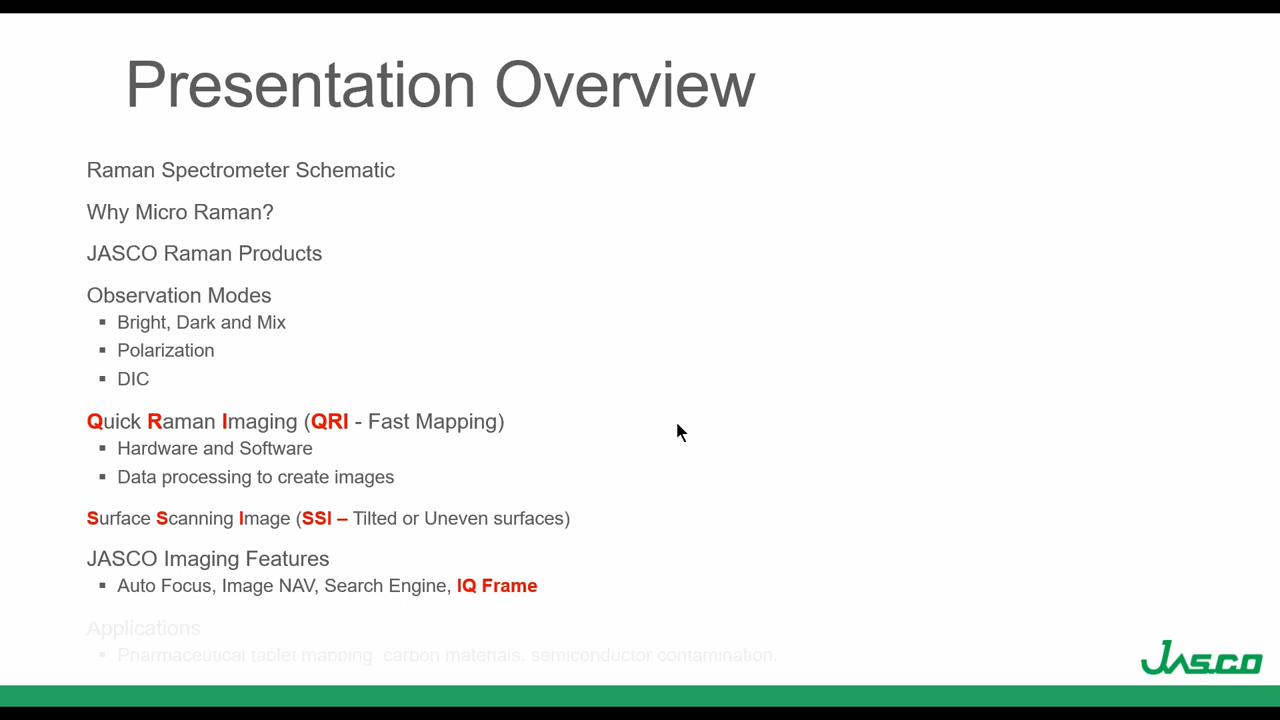 Presentation Overview
Raman Spectrometer Schematic
Why Micro Raman?
JASCO Raman Products
Observation Modes
▪ Bright, Dark and Mix
▪ Polarization
▪ DIC
Quick Raman Imaging (QRI - Fast Mapping)
▪ Hardware and Software
▪ Data processing to create images
Surface Scanning Image (SSI – Tilted or Uneven surfaces)
JASCO Imaging Features
▪ Auto Focus, Image NAV, Search Engine, IQ Frame
Applications
▪ Pharmaceutical tablet mapping, carbon materials, semiconductor contamination.
JASCO